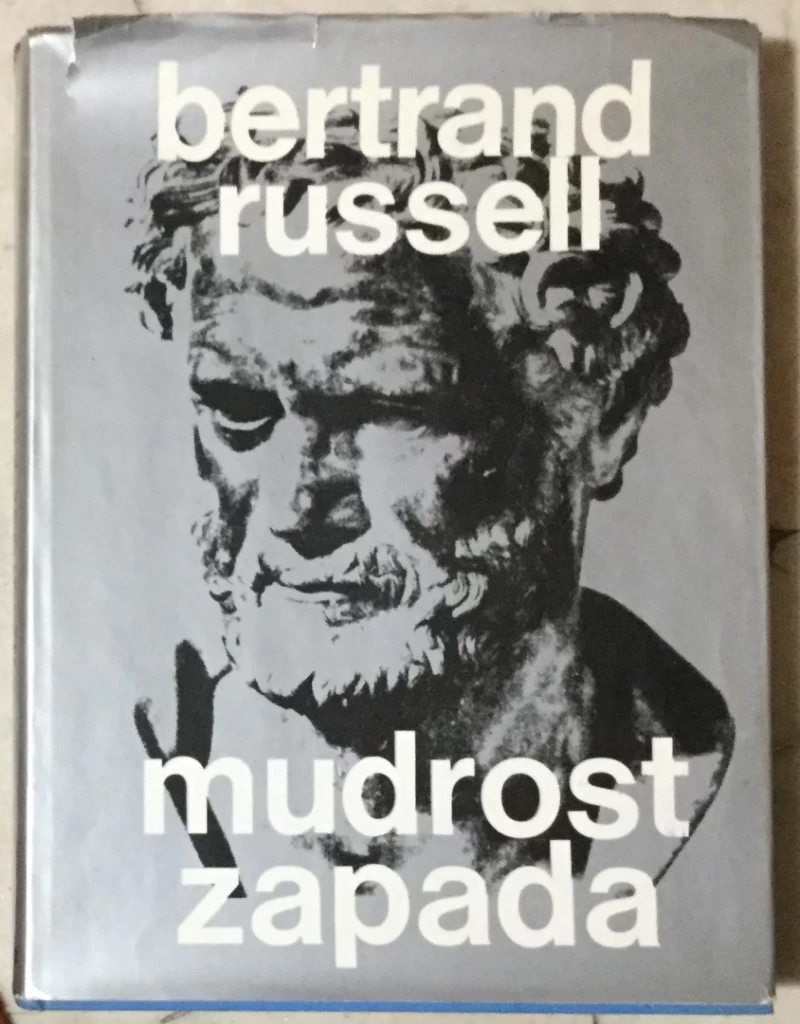 bertrand
russell
mudrost
zapada